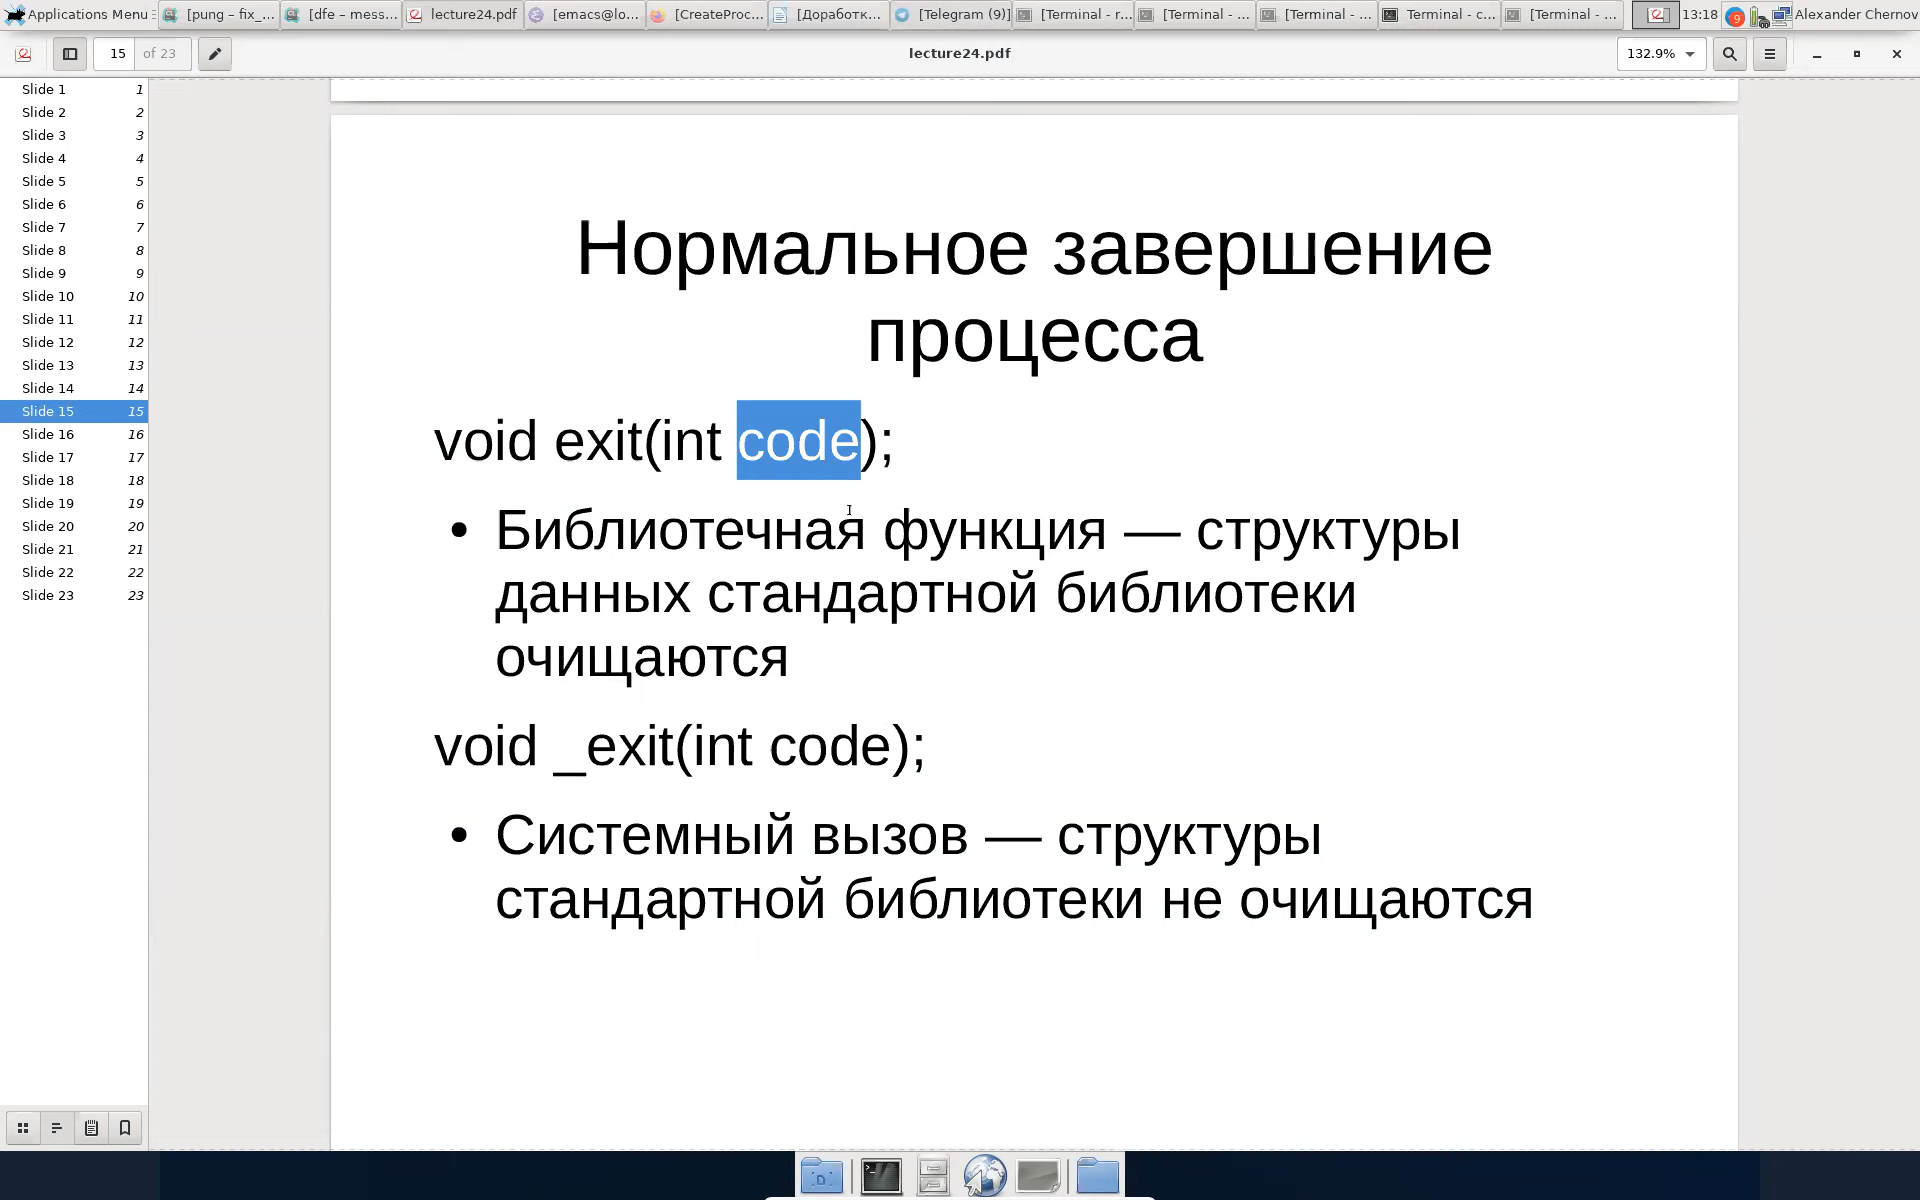 Applications Menu [pung – fix_... [dfe – mess... lecture24.pdf [emacs@lo... [CreateProc... [Доработк... [Telegram (9)] [Terminal - r... [Terminal - ... [Terminal - ... Terminal - c... [Terminal - ... 13:18 9 Alexander Chernov
15 of 23 lecture24.pdf 132.9%
Slide 1 1
Slide 2 2
Slide 3 3
Slide 4 4
Slide 5 5
Slide 6 6
Slide 7 7
Slide 8 8
Slide 9 9
Slide 10 10
Slide 11 11
Slide 12 12
Slide 13 13
Slide 14 14
Slide 15 15
Slide 16 16
Slide 17 17
Slide 18 18
Slide 19 19
Slide 20 20
Slide 21 21
Slide 22 22
Slide 23 23
Нормальное завершение
процесса
void exit(int code);
• Библиотечная функция — структуры
данных стандартной библиотеки
очищаются
void _exit(int code);
• Системный вызов — структуры
стандартной библиотеки не очищаются